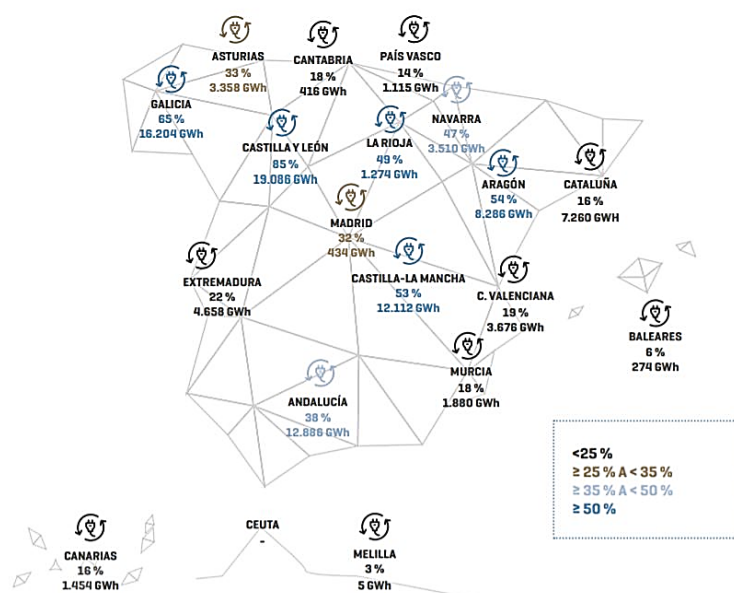 ASTURIAS
33 %
3.358 GWh
CANTABRIA
18 %
416 GWh
PAÍS VASCO
14 %
1.115 GWh
GALICIA
65 %
16.204 GWh
CASTILLA Y LEÓN
85 %
19.086 GWh
LA RIOJA
49 %
1.274 GWh
NAVARRA
47 %
3.510 GWh
ARAGÓN
54 %
8.286 GWh
CATALUÑA
16 %
7.260 GWH
MADRID
32 %
434 GWh
EXTREMADURA
22 %
4.658 GWh
CASTILLA-LA MANCHA
53 %
12.112 GWh
C. VALENCIANA
19 %
3.676 GWh
BALEARES
6 %
274 GWh
MURCIA
18 %
1.880 GWh
ANDALUCÍA
38 %
12.886 GWh
<25 %
≥ 25 % A < 35 %
≥ 35 % A < 50 %
≥ 50 %
CANARIAS
16 %
1.454 GWh
CEUTA
-
MELILLA
3 %
5 GWh